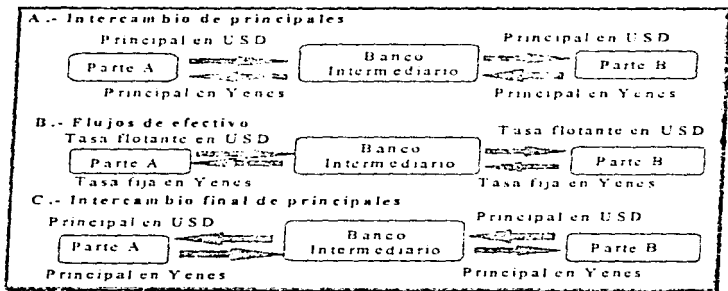 A.- Intercambio de principales
Principal en USD Principal en USD
Parte A Banco Intermediario Parte B
Principal en Yenes Principal en Yenes
B.- Flujos de efectivo
Tasa flotante en USD Tasa flotante en USD
Parte A Banco Intermediario Parte B
Tasa fija en Yenes Tasa fija en Yenes
C.- Intercambio final de principales
Principal en USD Principal en USD
Parte A Banco Intermediario Parte B
Principal en Yenes Principal en Yenes